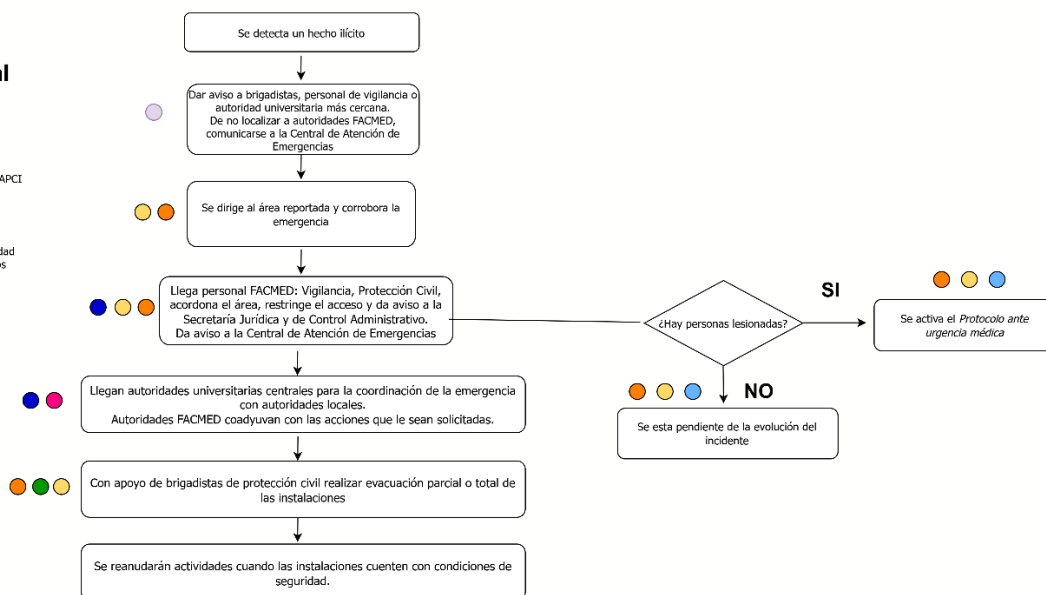 Se detecta un hecho ilícito
al
Dar aviso a brigadistas, personal de vigilancia o
autoridad universitaria más cercana.
De no localizar a autoridades FACMED,
comunicarse a la Central de Atención de
Emergencias
APCI
Se dirige al área reportada y corrobora la
emergencia
dad
os
Llega personal FACMED: Vigilancia, Protección Civil,
acordona el área, restringe el acceso y da aviso a la
Secretaría Jurídica y de Control Administrativo.
Da aviso a la Central de Atención de Emergencias
¿Hay personas lesionadas?
SI
Se activa el Protocolo ante
urgencia médica
NO
Se esta pendiente de la evolución del
incidente
Llegan autoridades universitarias centrales para la coordinación de la emergencia
con autoridades locales.
Autoridades FACMED coadyuvan con las acciones que le sean solicitadas.
Con apoyo de brigadistas de protección civil realizar evacuación parcial o total de
las instalaciones
Se reanudarán actividades cuando las instalaciones cuenten con condiciones de
seguridad.